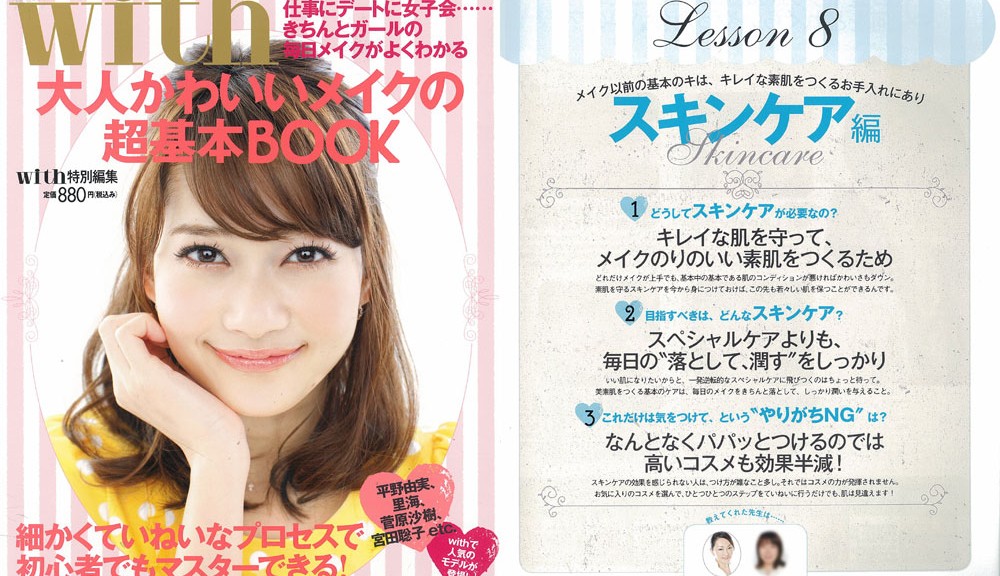 with
仕事にデートに女子会……
きちんとガールの
毎日メイクがよくわかる
大人かわいいメイクの
超基本BOOK
with特別編集
定価880円(税込み)
平野由実、
里海、
菅原沙樹、
宮田聡子 etc.
withで
人気の
モデルが
登場!
細かくていねいなプロセスで
初心者でもマスターできる!
Lesson 8
メイク以前の基本のキは、キレイな素肌をつくるお手入れにあり
スキンケア編
Skincare
1 どうしてスキンケアが必要なの?
キレイな肌を守って、
メイクのりのいい素肌をつくるため
どれだけメイクが上手でも、基本中の基本である肌のコンディションが悪ければかわいさもダウン。
素肌を守るスキンケアを今から身につけておけば、この先も若々しい肌を保つことができるんです。
2 目指すべきは、どんなスキンケア?
スペシャルケアよりも、
毎日の“落として、潤す”をしっかり
いい肌になりたいからと、一発逆転的なスペシャルケアに飛びつくのはちょっと待って。
美素肌をつくる基本のケアは、毎日のメイクをきちんと落として、しっかり潤いを与えること。
3 これだけは気をつけて、という“やりがちNG”は?
なんとなくパパッとつけるのでは
高いコスメも効果半減!
スキンケアの効果を感じられない人は、つけ方が雑なこと多し。それではコスメの力が発揮されません。
お気に入りのコスメを選んで、ひとつひとつのステップをていねいに行うだけでも、肌は見違えます!
教えてくれた先生は……